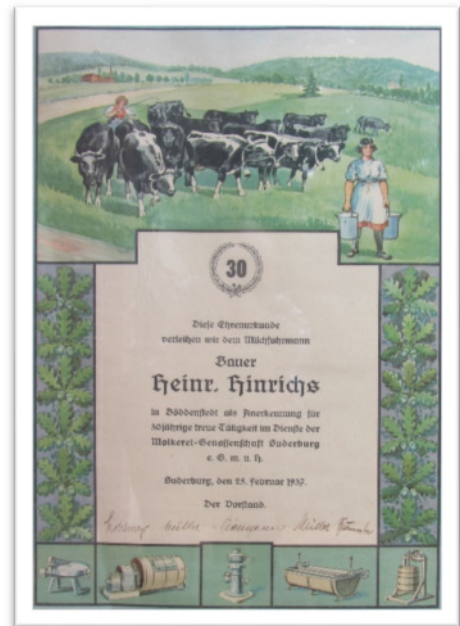 30
Diese Ehrenurkunde
verleihen wir dem Milchfuhrmann
Bauer
Heinr. Hinrichs
in Böddenstedt als Anerkennung für
30jährige treue Tätigkeit im Dienste der
Molkerei-Genossenschaft Suderburg
e. G. m. u. H.
Suderburg, den 25. Februar 1937.
Der Vorstand.
Müller